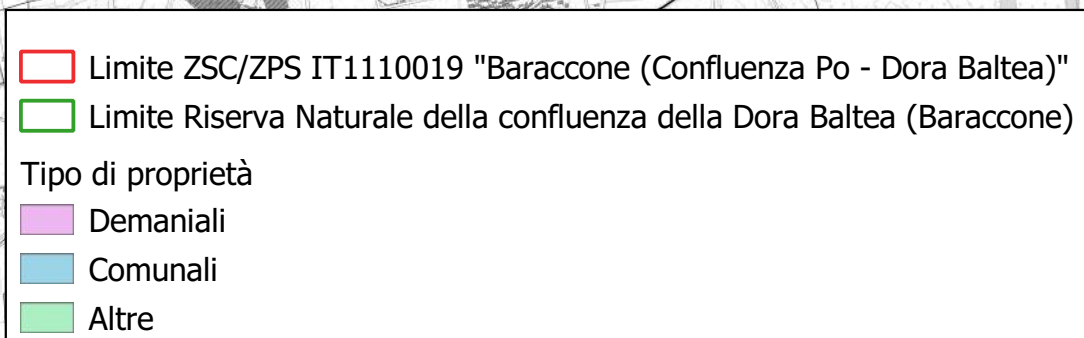 Limite ZSC/ZPS IT1110019 "Baraccone (Confluenza Po - Dora Baltea)"
Limite Riserva Naturale della confluenza della Dora Baltea (Baraccone)
Tipo di proprietà
Demaniali
Comunali
Altre